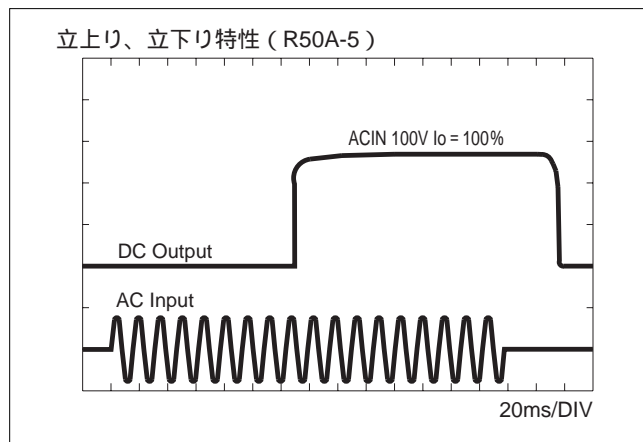 立上り、立下り特性 ( R50A-5 )
ACIN 100V Io = 100%
DC Output
AC Input
20ms/DIV